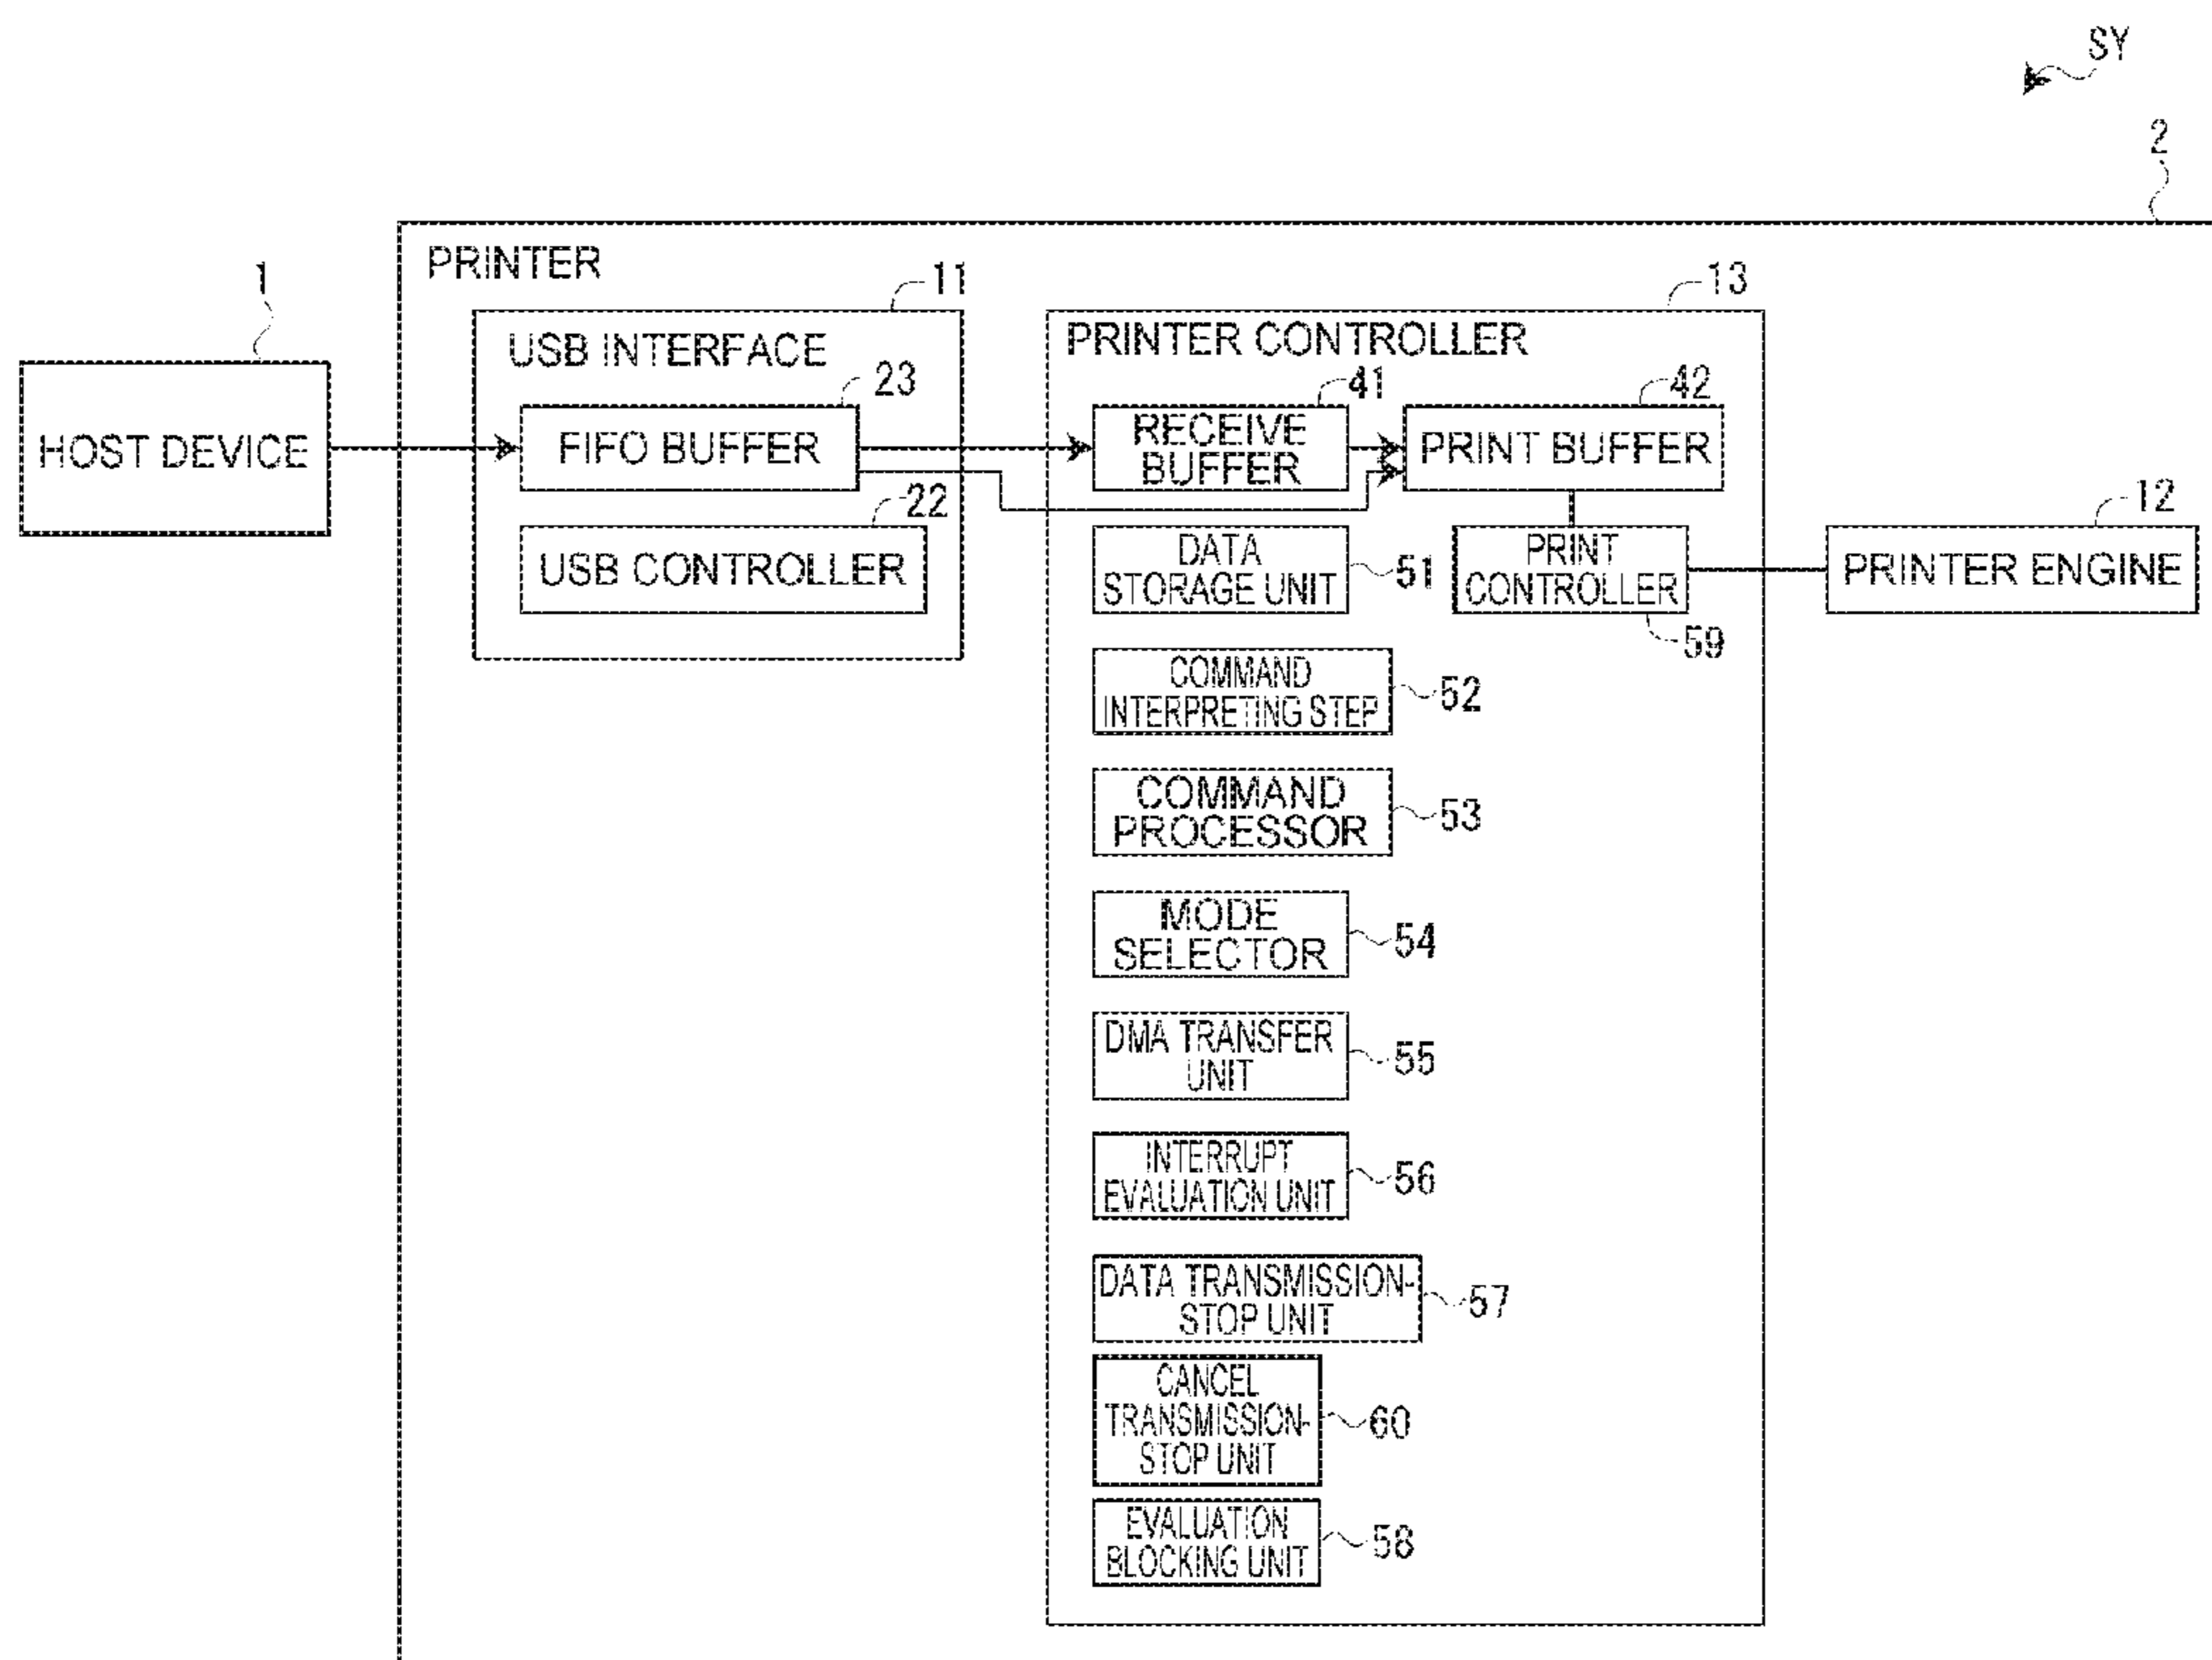 SY
2
PRINTER
1
11
13
USB INTERFACE
PRINTER CONTROLLER
23
41
42
HOST DEVICE
FIFO BUFFER
RECEIVE
BUFFER
PRINT BUFFER
22
12
USB CONTROLLER
DATA
STORAGE UNIT
51
PRINT
CONTROLLER
PRINTER ENGINE
59
COMMAND
INTERPRETING STEP
52
COMMAND
PROCESSOR
53
MODE
SELECTOR
54
DMA TRANSFER
UNIT
55
INTERRUPT
EVALUATION UNIT
56
DATA TRANSMISSION-
STOP UNIT
57
CANCEL
TRANSMISSION-
STOP UNIT
60
EVALUATION
BLOCKING UNIT
58